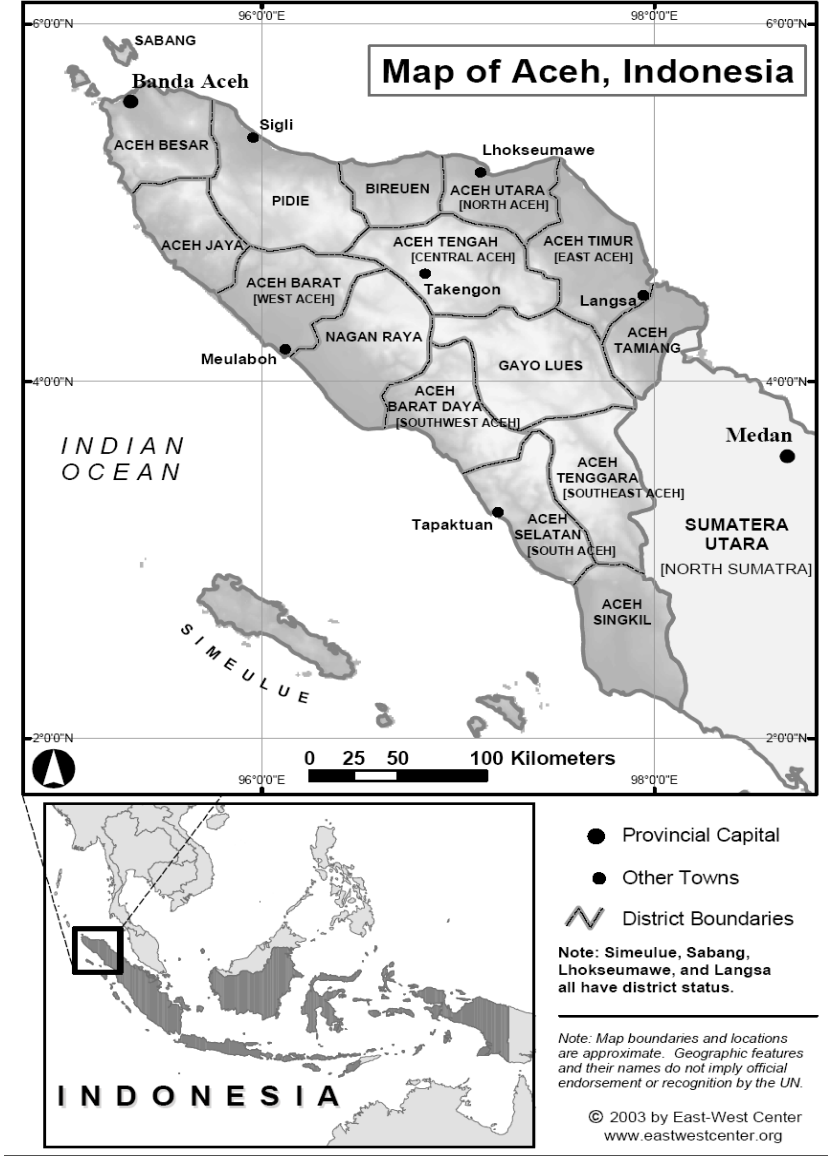 6°0'0"N
96°0'0"E
98°0'0"E
6°0'0"N
SABANG
Map of Aceh, Indonesia
Banda Aceh
Sigli
ACEH BESAR
Lhokseumawe
PIDIE
BIREUEN
ACEH UTARA
[NORTH ACEH]
ACEH JAYA
ACEH TENGAH
[CENTRAL ACEH]
ACEH TIMUR
[EAST ACEH]
ACEH BARAT
[WEST ACEH]
Takengon
Langsa
NAGAN RAYA
ACEH
TAMIANG
Meulaboh
GAYO LUES
4°0'0"N
4°0'0"N
ACEH
BARAT DAYA
[SOUTHWEST ACEH]
INDIAN
OCEAN
Medan
ACEH
TENGGARA
[SOUTHEAST ACEH]
Tapaktuan
ACEH
SELATAN
[SOUTH ACEH]
SUMATERA
UTARA
[NORTH SUMATRA]
ACEH
SINGKIL
SIMEULUE
2°0'0"N
2°0'0"N
0 25 50 100 Kilometers
96°0'0"E
98°0'0"E
Provincial Capital
Other Towns
District Boundaries
Note: Simeulue, Sabang,
Lhokseumawe, and Langsa
all have district status.
Note: Map boundaries and locations
are approximate. Geographic features
and their names do not imply official
endorsement or recognition by the UN.
INDONESIA
© 2003 by East-West Center
www.eastwestcenter.org